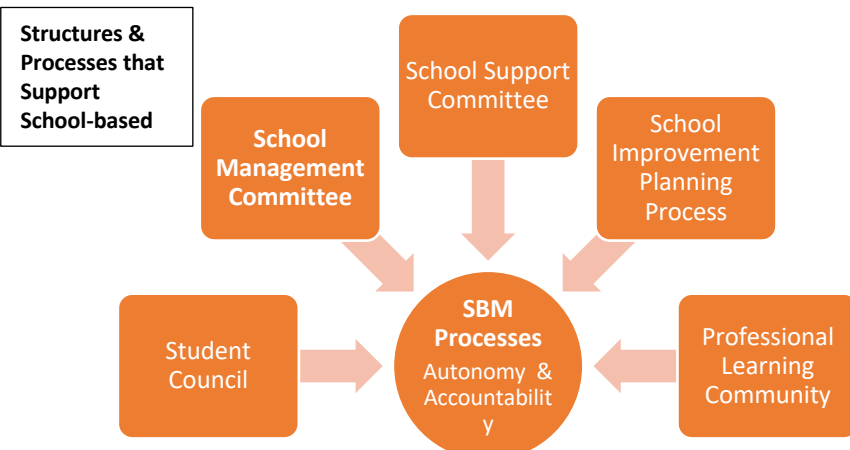 Structures &
Processes that
Support
School-based
School Support
Committee
School
Management
Committee
School
Improvement
Planning
Process
Student
Council
SBM
Processes
Autonomy &
Accountabilit
y
Professional
Learning
Community